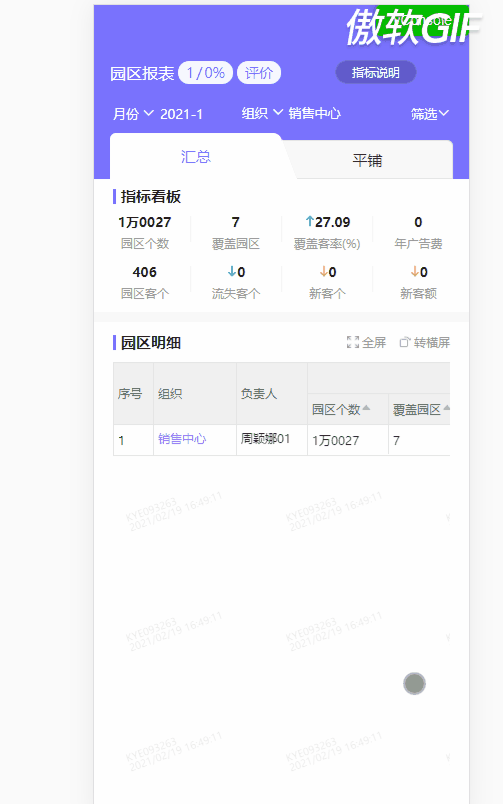 傲软GIF
vConsole
园区报表 1/0% 评价 指标说明
月份 2021-1 组织 销售中心 筛选
汇总 平铺
指标看板
1万0027 7 ↑27.09 0
园区个数 覆盖园区 覆盖客率(%) 年广告费
406 ↓0 ↓0 ↓0
园区客个 流失客个 新客个 新客额
园区明细 全屏 转横屏
序号 组织 负责人
园区个数 覆盖园区
1 销售中心 周颖娜01 1万0027 7
KYE093263 KYE093263
2021/02/19 16:49:11 2021/02/19 16:49:11
KYE093263 KYE093263
2021/02/19 16:49:11 2021/02/19 16:49:11
KYE093263 KYE093263
2021/02/19 16:49:11 2021/02/19 16:49:11